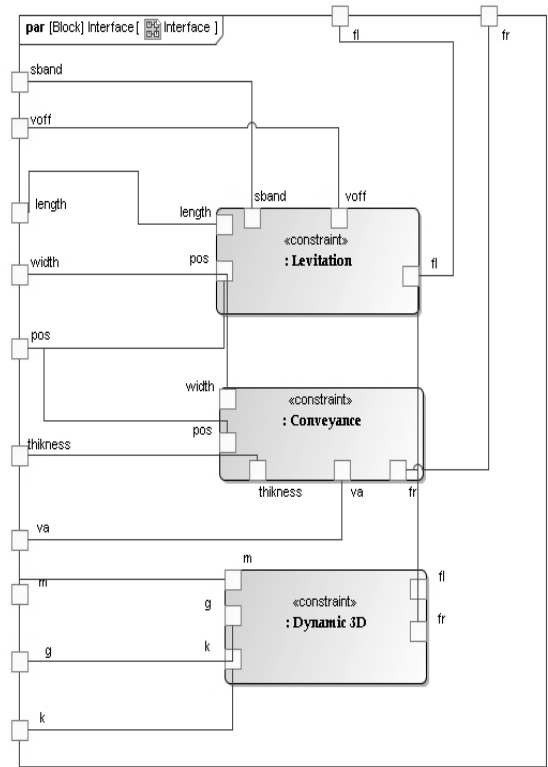 par [Block] Interface [ Interface ]
fl
fr
sband
voff
length
sband
voff
length
«constraint»
: Levitation
pos
width
fl
pos
width
«constraint»
: Conveyance
pos
thikness
thikness
va
fr
va
m
m
fl
g
«constraint»
: Dynamic 3D
fr
k
g
k